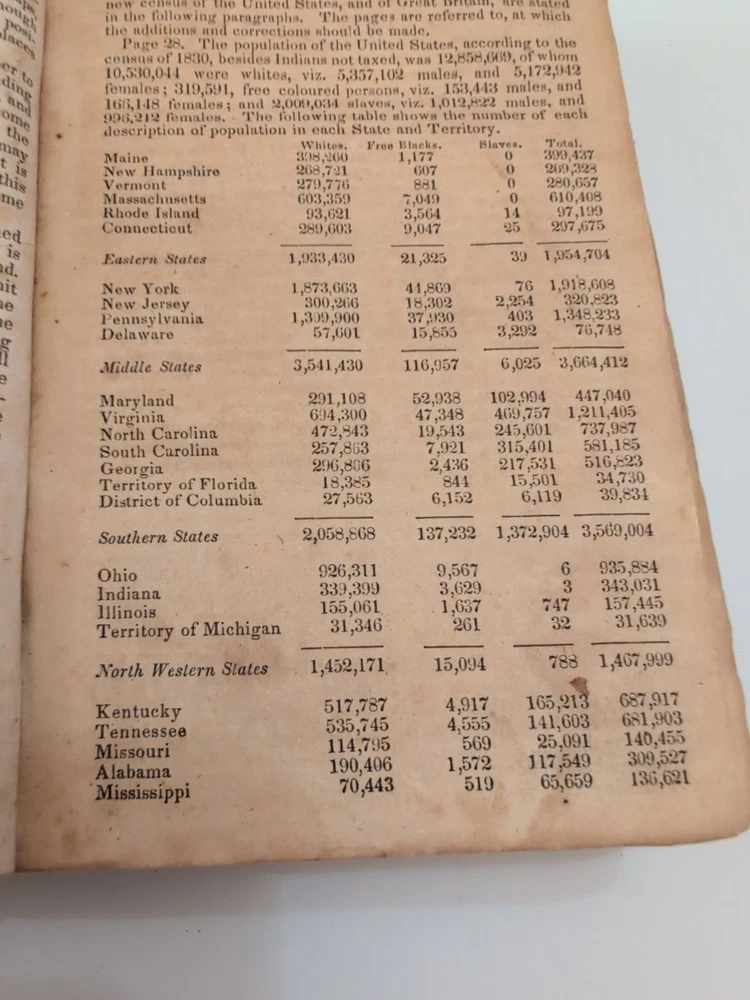 new census of the United States, and of Great Britain, are stated
in the following paragraphs. The pages are referred to, at which
the additions and corrections should be made.
Page 28. The population of the United States, according to the
census of 1830, besides Indians not taxed, was 12,858,669, of whom
10,530,044 were whites, viz. 5,357,102 males, and 5,172,942
females; 319,591, free coloured persons, viz. 153,443 males, and
166,148 females; and 2,009,034 slaves, viz. 1,012,822 males, and
996,212 females. The following table shows the number of each
description of population in each State and Territory.
Whites. Free Blacks. Slaves. Total.
Maine 398,260 1,177 0 399,437
New Hampshire 268,721 607 0 269,328
Vermont 279,776 881 0 280,657
Massachusetts 603,359 7,049 0 610,408
Rhode Island 93,621 3,564 14 97,199
Connecticut 289,603 9,047 25 297,675
Eastern States 1,933,430 21,325 39 1,954,704
New York 1,873,663 44,869 76 1,918,608
New Jersey 300,266 18,302 2,254 320,823
Pennsylvania 1,309,900 37,930 403 1,348,233
Delaware 57,601 15,855 3,292 76,748
Middle States 3,541,430 116,957 6,025 3,664,412
Maryland 291,108 52,938 102,994 447,040
Virginia 694,300 47,348 469,757 1,211,405
North Carolina 472,843 19,543 245,601 737,987
South Carolina 257,863 7,921 315,401 581,185
Georgia 296,806 2,436 217,531 516,823
Territory of Florida 18,385 844 15,501 34,730
District of Columbia 27,563 6,152 6,119 39,834
Southern States 2,058,868 137,232 1,372,904 3,569,004
Ohio 926,311 9,567 6 935,884
Indiana 339,399 3,629 3 343,031
Illinois 155,061 1,637 747 157,445
Territory of Michigan 31,346 261 32 31,639
North Western States 1,452,171 15,094 788 1,467,999
Kentucky 517,787 4,917 165,213 687,917
Tennessee 535,745 4,555 141,603 681,903
Missouri 114,795 569 25,091 140,455
Alabama 190,406 1,572 117,549 309,527
Mississippi 70,443 519 65,659 136,621